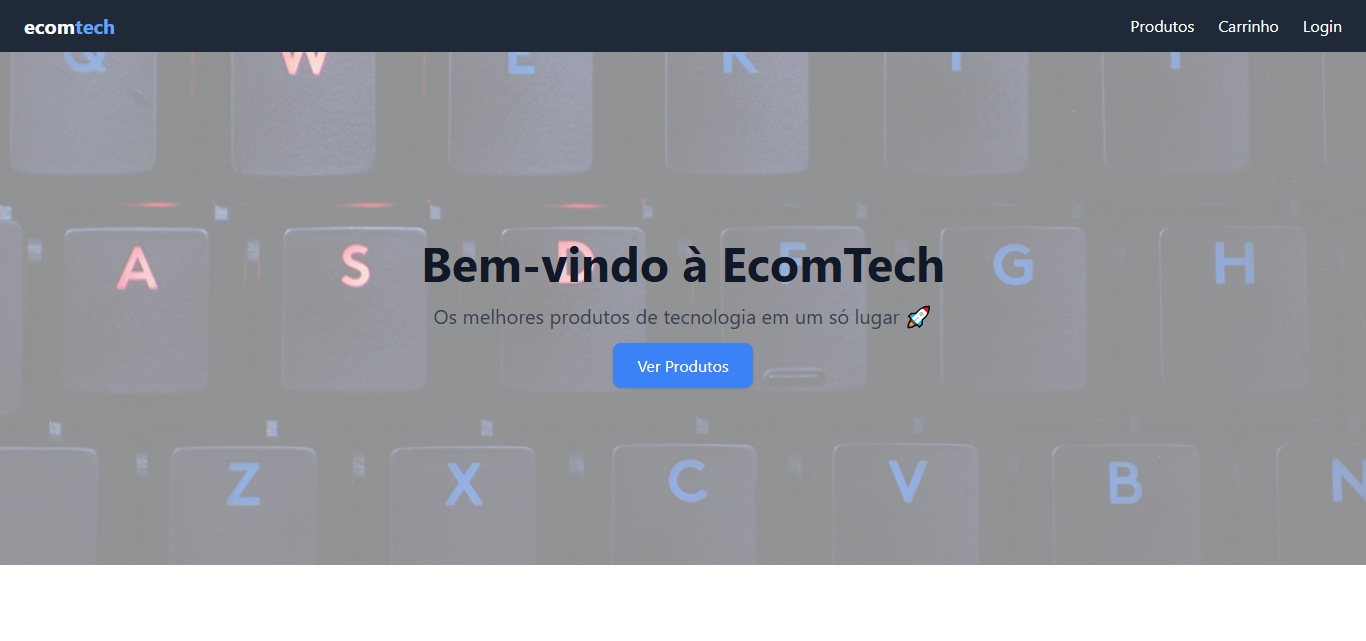 ecomtech
Produtos Carrinho Login
Q W E R T Y
Bem-vindo à EcomTech
A S D F G H
Os melhores produtos de tecnologia em um só lugar 🚀
Ver Produtos
Z X C V B N